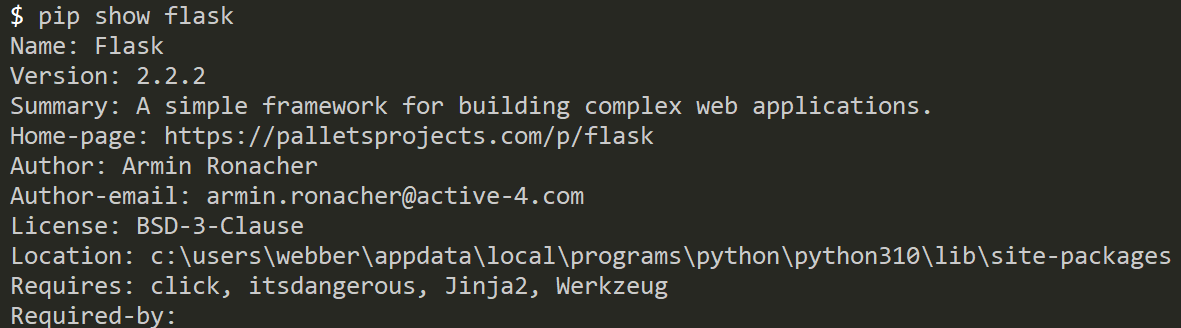 $ pip show flask
Name: Flask
Version: 2.2.2
Summary: A simple framework for building complex web applications.
Home-page: https://palletsprojects.com/p/flask
Author: Armin Ronacher
Author-email: armin.ronacher@active-4.com
License: BSD-3-Clause
Location: c:\users\webber\appdata\local\programs\python\python310\lib\site-packages
Requires: click, itsdangerous, Jinja2, Werkzeug
Required-by: